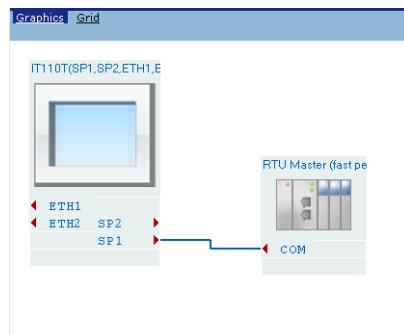 Graphics Grid
IT110T(SP1,SP2,ETH1,E
ETH1
ETH2 SP2
SP1
RTU Master (fast pe
COM